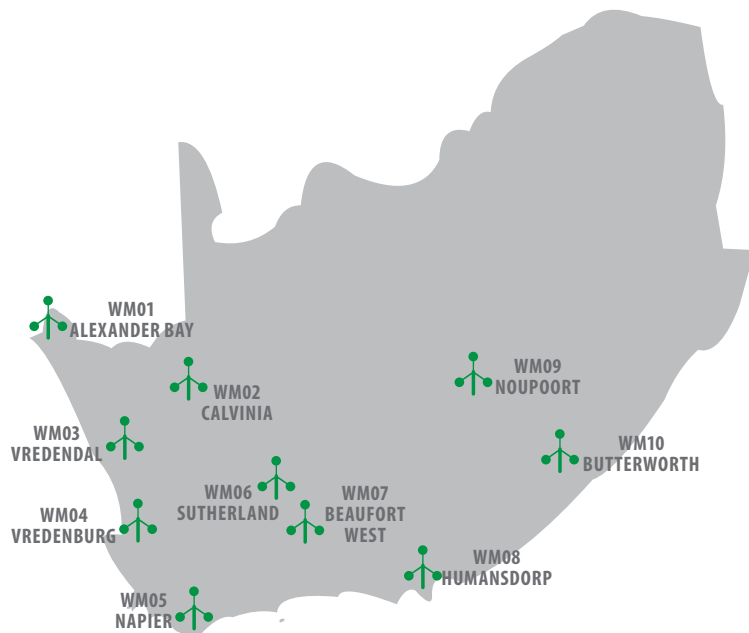 WM01
ALEXANDER BAY
WM02
CALVINIA
WM03
VREDENDAL
WM04
VREDENBURG
WM05
NAPIER
WM06
SUTHERLAND
WM07
BEAUFORT
WEST
WM08
HUMANSDORP
WM09
NOUPOORT
WM10
BUTTERWORTH